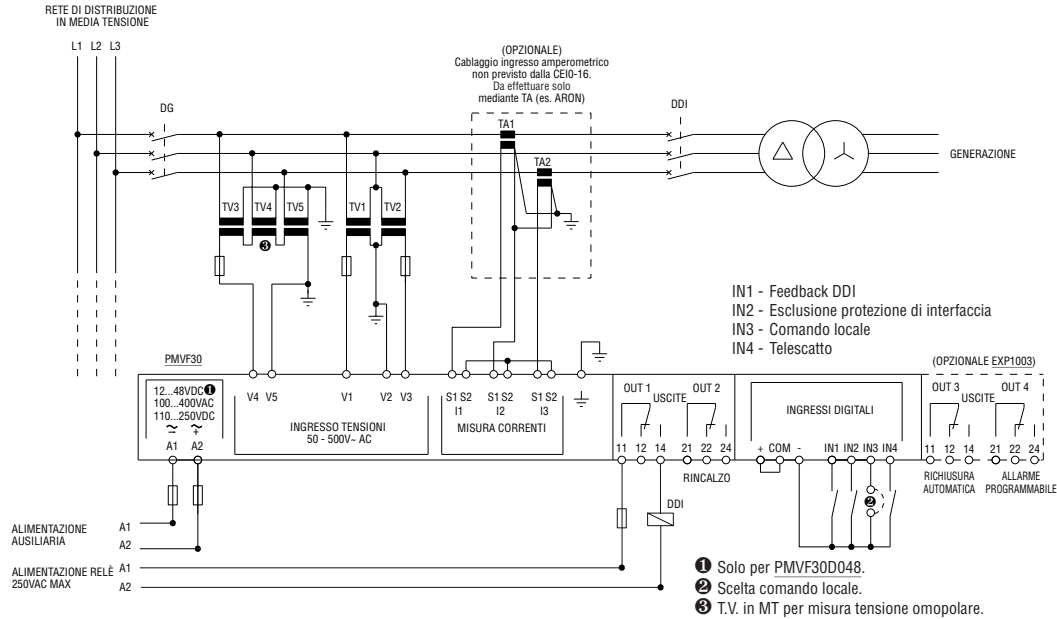 RETE DI DISTRIBUZIONE
IN MEDIA TENSIONE
L1 L2 L3
(OPZIONALE)
Cablaggio ingresso amperometrico
non previsto dalla CEI0-16.
Da effettuare solo
mediante TA (es. ARON)
DG
DDI
TA1
TA2
GENERAZIONE
TV3 TV4 TV5
TV1 TV2
❸
IN1 - Feedback DDI
IN2 - Esclusione protezione di interfaccia
IN3 - Comando locale
IN4 - Telescatto
PMVF30
(OPZIONALE EXP1003)
12...48VDC❶
100...400VAC
110...250VDC
~ ~
− +
A1 A2
V4 V5 V1 V2 V3
INGRESSO TENSIONI
50 - 500V~ AC
S1 S2 S1 S2 S1 S2
I1 I2 I3
MISURA CORRENTI
OUT 1 OUT 2
USCITE
11 12 14 21 22 24
RINCALZO
INGRESSI DIGITALI
+ COM - IN1 IN2 IN3 IN4
❷
OUT 3 OUT 4
USCITE
11 12 14 21 22 24
RICHIUSURA
AUTOMATICA
ALLARME
PROGRAMMABILE
DDI
ALIMENTAZIONE
AUSILIARIA
A1
A2
ALIMENTAZIONE RELÈ
250VAC MAX
A1
A2
❶ Solo per PMVF30D048.
❷ Scelta comando locale.
❸ T.V. in MT per misura tensione omopolare.